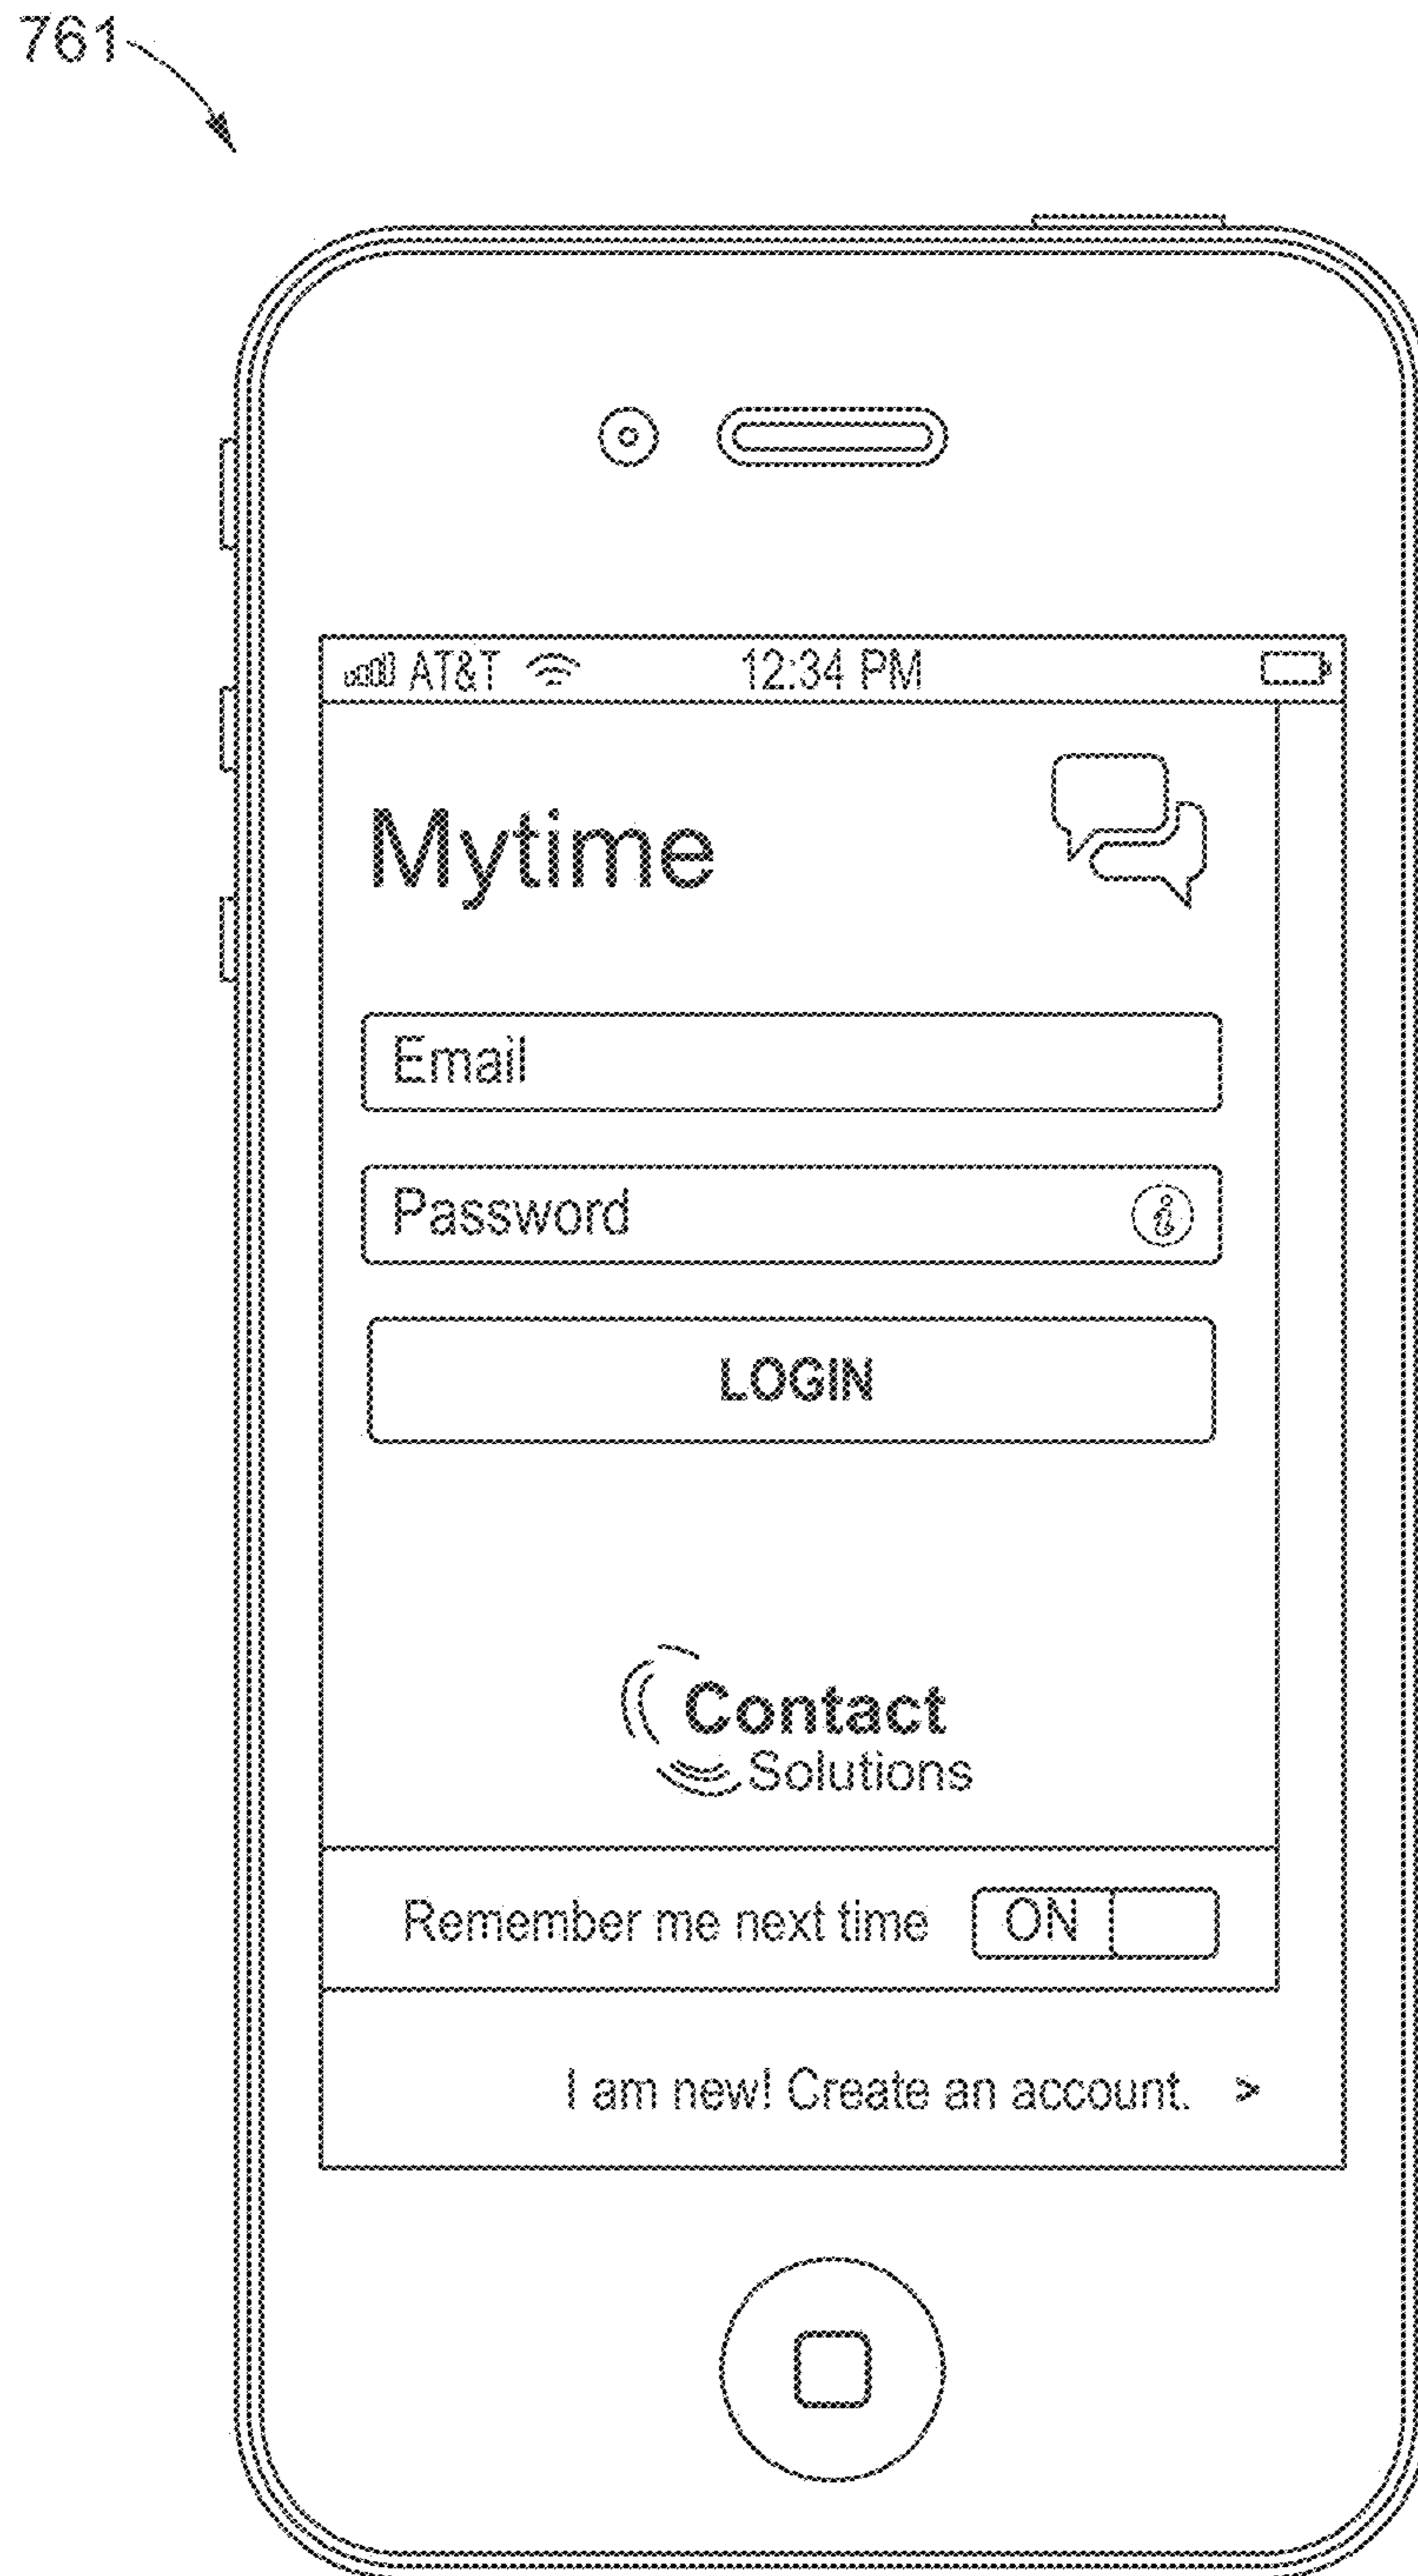 761
AT&T 12:34 PM
Mytime
Email
Password i
LOGIN
Contact
Solutions
Remember me next time ON
I am new! Create an account. >